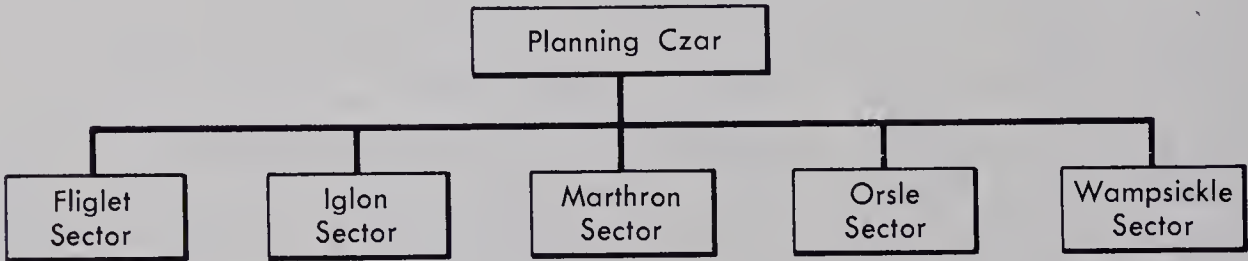 Planning Czar
Fliglet
Sector
Iglon
Sector
Marthron
Sector
Orsle
Sector
Wampsickle
Sector